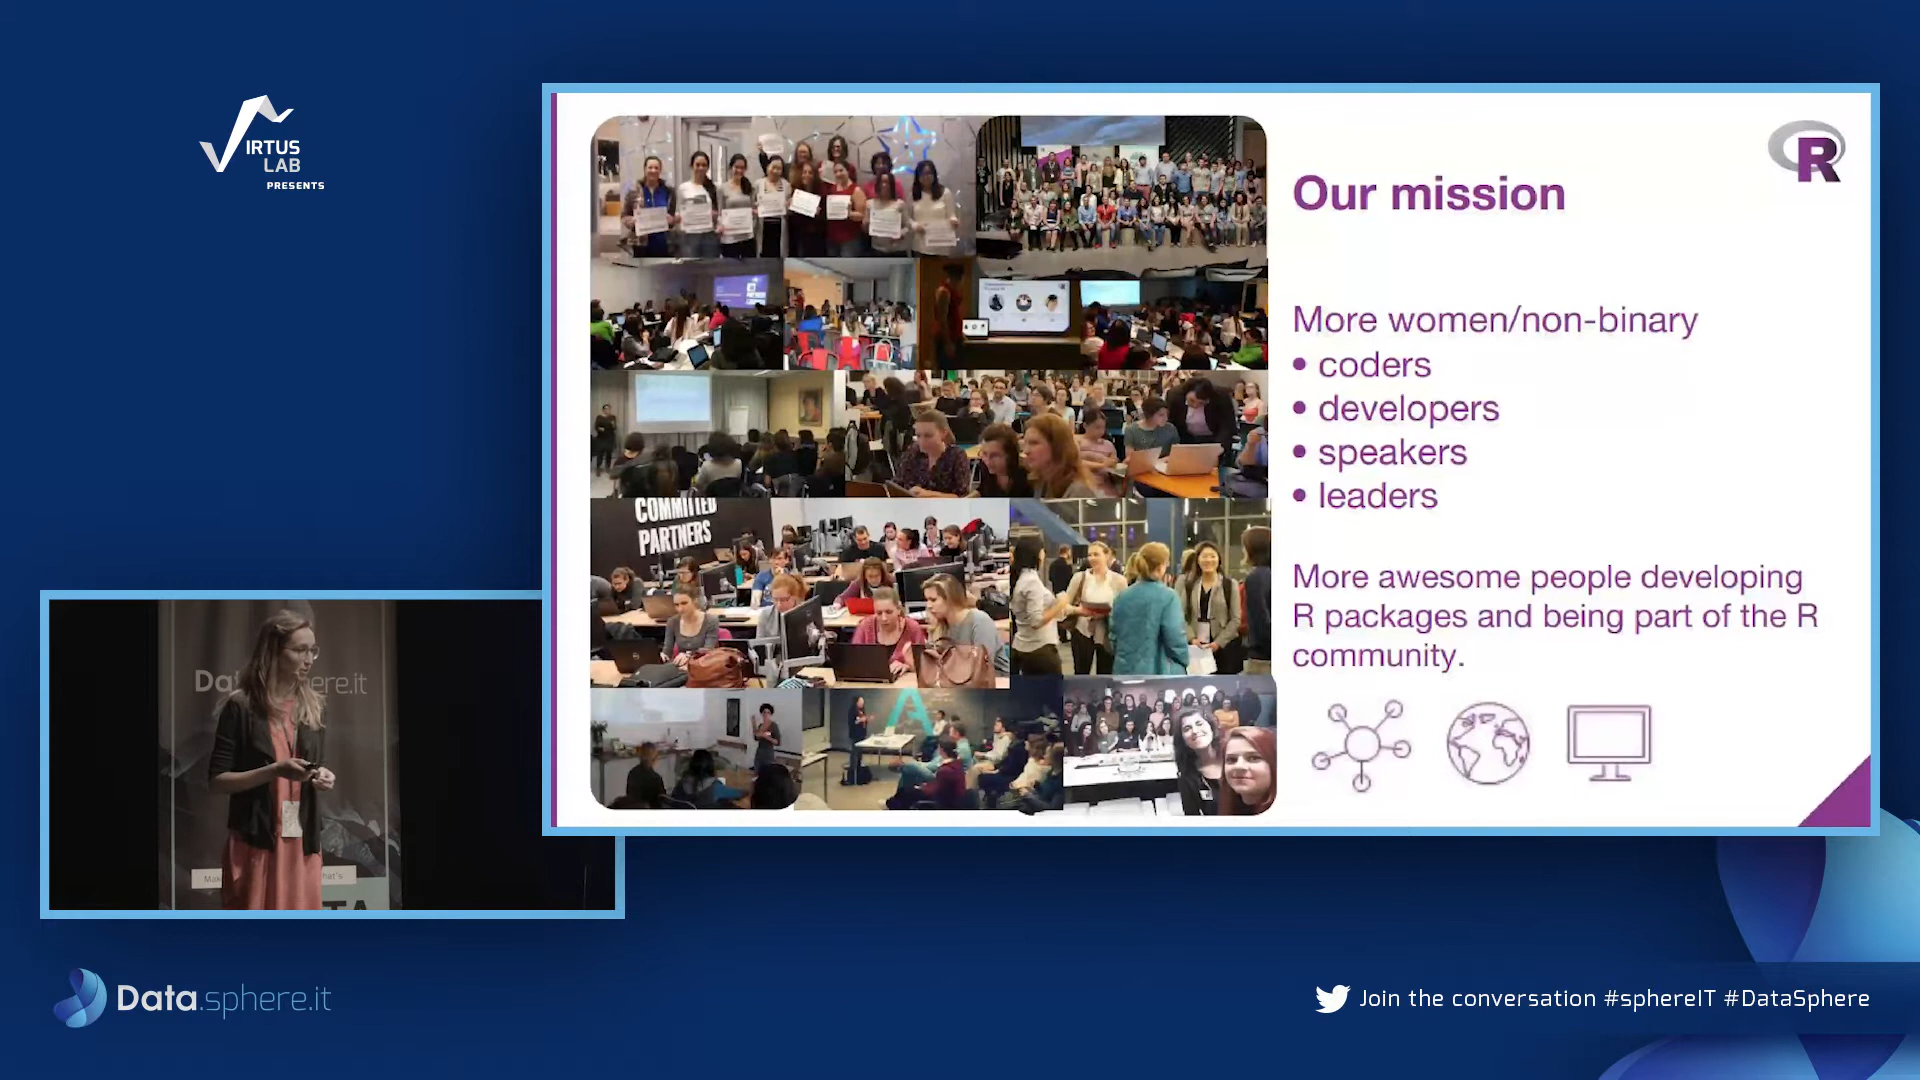 VIRTUS
LAB
PRESENTS
Our mission
More women/non-binary
• coders
• developers
• speakers
• leaders
More awesome people developing
R packages and being part of the R
community.
R
COMMITTED
PARTNERS
Data.sphere.it
Join the conversation #sphereIT #DataSphere